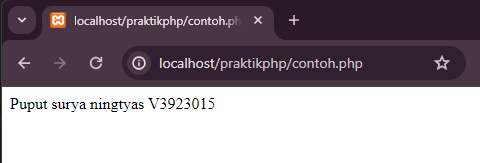 localhost/praktikphp/contoh.ph
localhost/praktikphp/contoh.php
Puput surya ningtyas V3923015